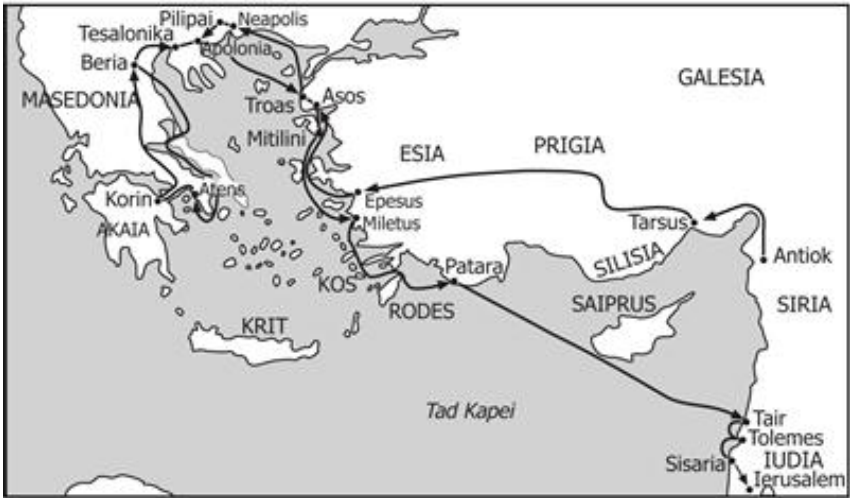 Pilipai
Neapolis
Tesalonika
Apolonia
Beria
GALESIA
Troas
Asos
MASEDONIA
Mitilini
ESIA
PRIGIA
Korin
Atens
Epesus
Miletus
Tarsus
AKAIA
SILISIA
Antiok
Patara
KOS
RODES
SAIPRUS
SIRIA
KRIT
Tad Kapei
Tair
Tolemes
Sisaria
IUDIA
Ierusalem